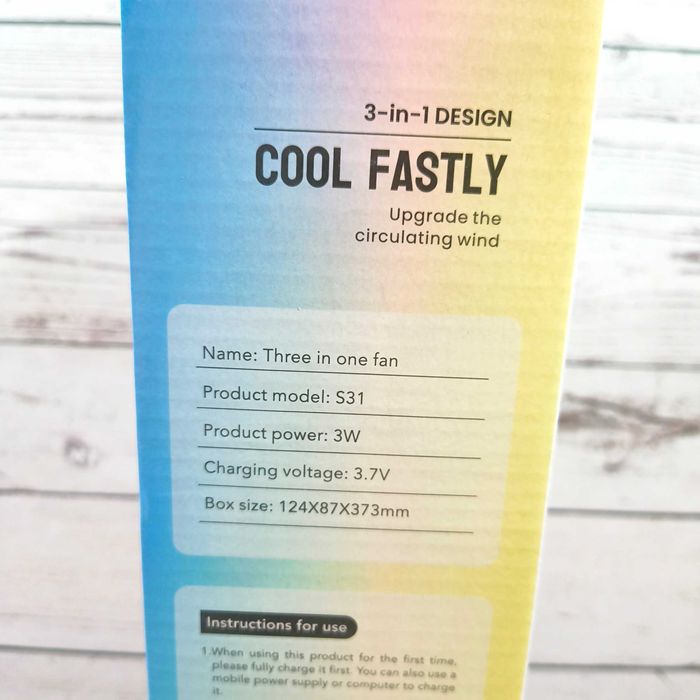 3-in-1 DESIGN
COOL FASTLY
Upgrade the
circulating wind
Name: Three in one fan
Product model: S31
Product power: 3W
Charging voltage: 3.7V
Box size: 124X87X373mm
Instructions for use
1.When using this product for the first time,
please fully charge it first. You can also use a
mobile power supply or computer to charge
it.